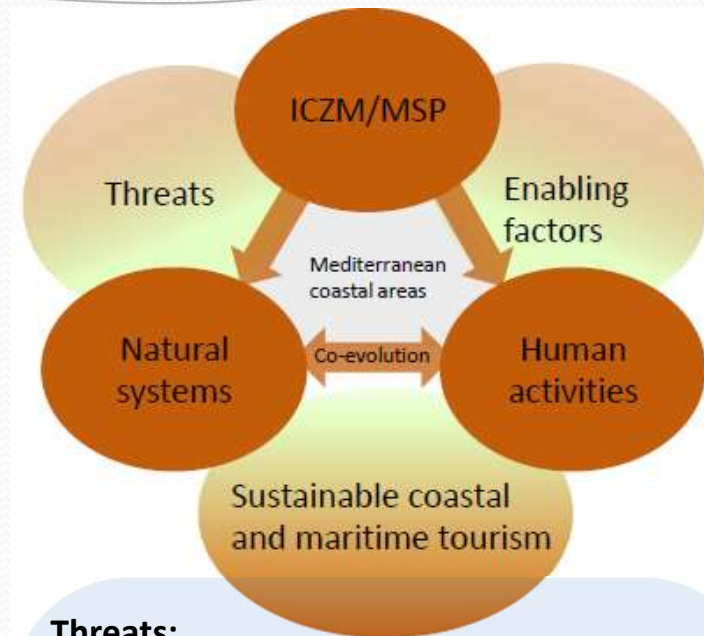 ICZM/MSP
Threats
Enabling
factors
Mediterranean
coastal areas
Natural
systems
Co-evolution
Human
activities
Sustainable coastal
and maritime tourism
Threats: